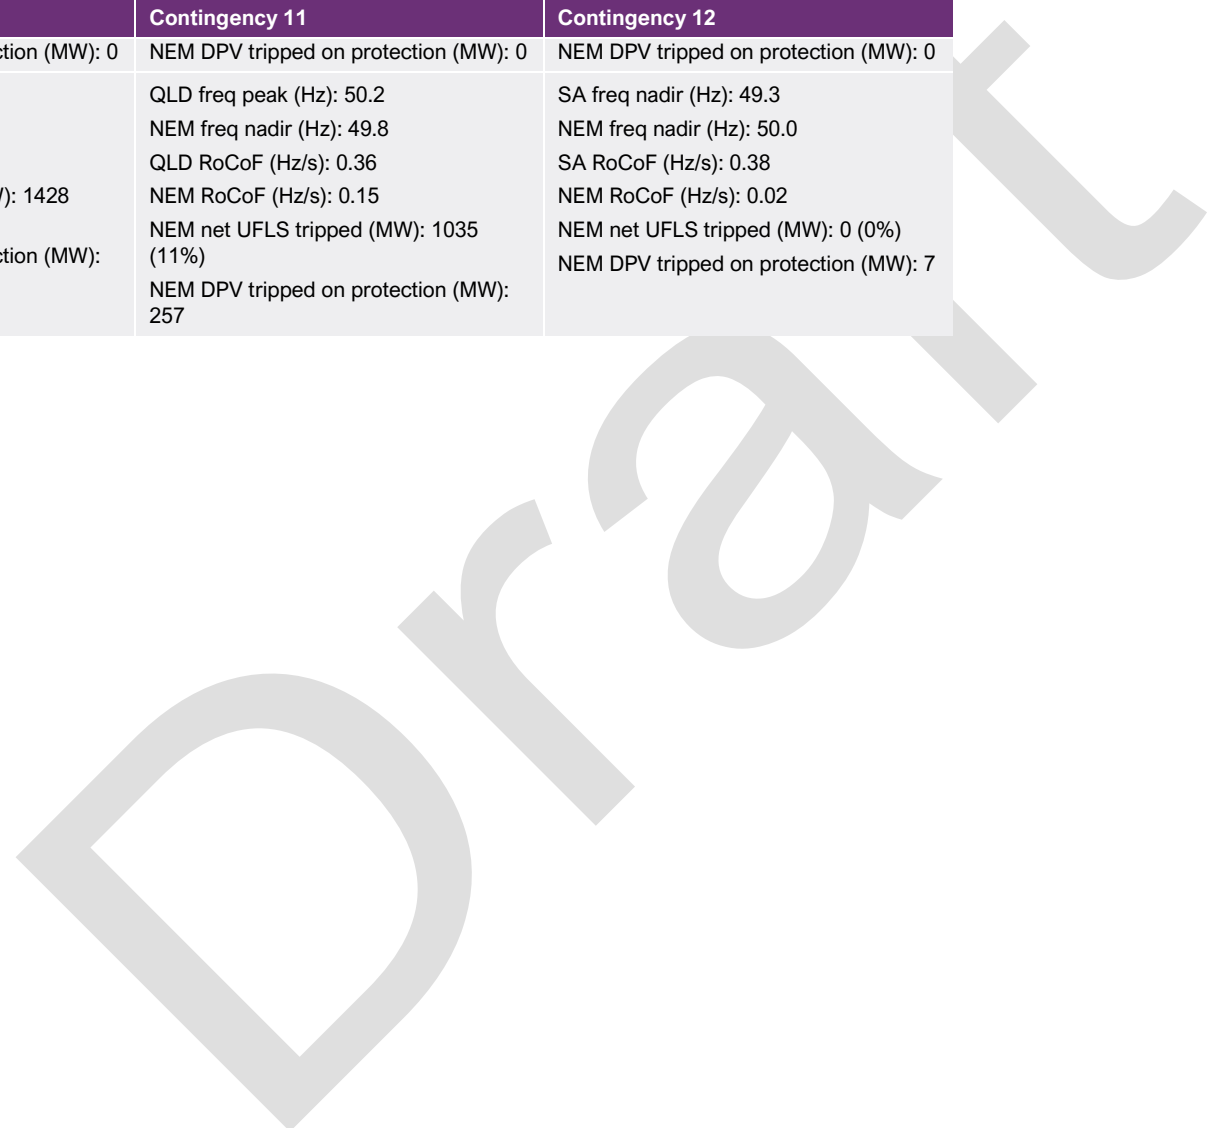 Contingency 11
Contingency 12
tion (MW): 0
NEM DPV tripped on protection (MW): 0
NEM DPV tripped on protection (MW): 0
): 1428
tion (MW):
QLD freq peak (Hz): 50.2
NEM freq nadir (Hz): 49.8
QLD RoCoF (Hz/s): 0.36
NEM RoCoF (Hz/s): 0.15
NEM net UFLS tripped (MW): 1035
(11%)
NEM DPV tripped on protection (MW):
257
SA freq nadir (Hz): 49.3
NEM freq nadir (Hz): 50.0
SA RoCoF (Hz/s): 0.38
NEM RoCoF (Hz/s): 0.02
NEM net UFLS tripped (MW): 0 (0%)
NEM DPV tripped on protection (MW): 7
Draft